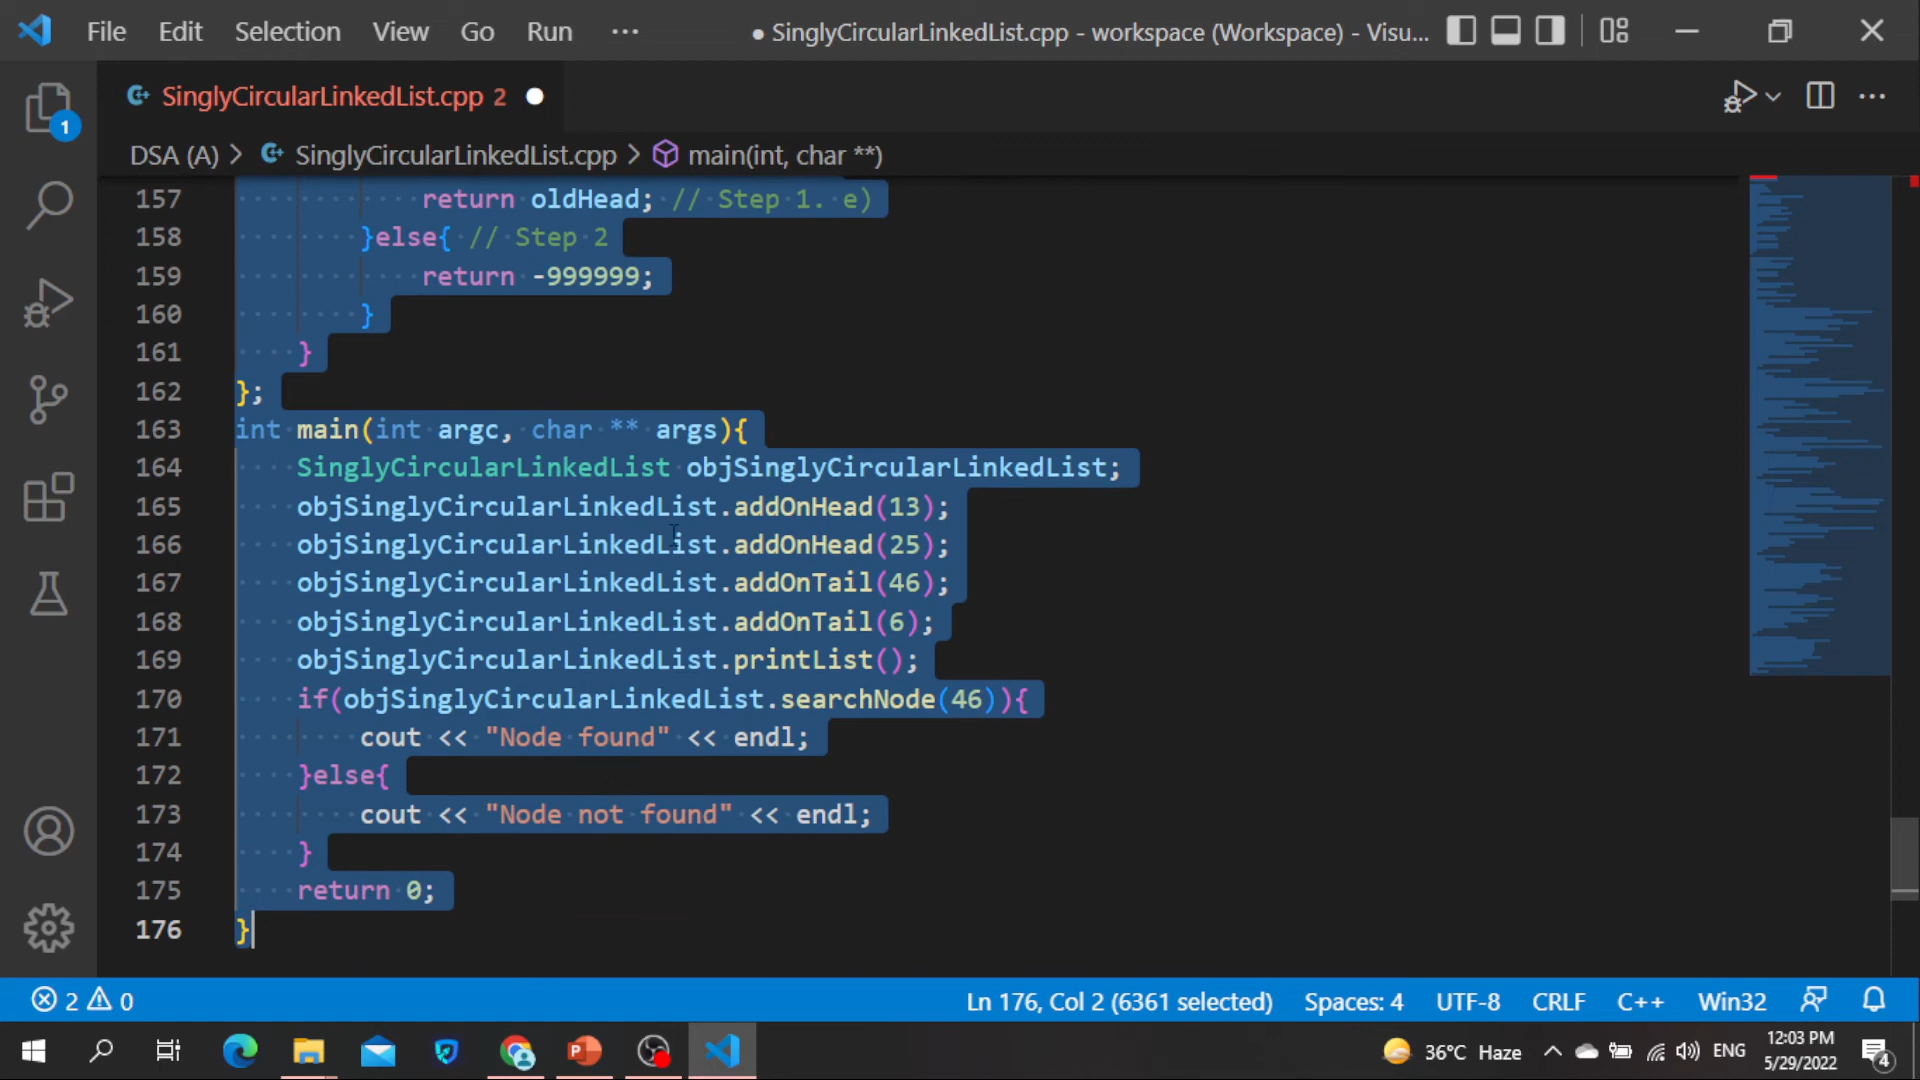 File Edit Selection View Go Run ··· ● SinglyCircularLinkedList.cpp - workspace (Workspace) - Visu...
SinglyCircularLinkedList.cpp 2
1
DSA (A) > SinglyCircularLinkedList.cpp > main(int, char **)
157 return oldHead; // Step 1. e)
158 }else{ // Step 2
159 return -999999;
160 }
161 }
162 };
163 int main(int argc, char ** args){
164 SinglyCircularLinkedList objSinglyCircularLinkedList;
165 objSinglyCircularLinkedList.addOnHead(13);
166 objSinglyCircularLinkedList.addOnHead(25);
167 objSinglyCircularLinkedList.addOnTail(46);
168 objSinglyCircularLinkedList.addOnTail(6);
169 objSinglyCircularLinkedList.printList();
170 if(objSinglyCircularLinkedList.searchNode(46)){
171 cout << "Node found" << endl;
172 }else{
173 cout << "Node not found" << endl;
174 }
175 return 0;
176 }
2 0 Ln 176, Col 2 (6361 selected) Spaces: 4 UTF-8 CRLF C++ Win32
36°C Haze ENG 12:03 PM
5/29/2022 4